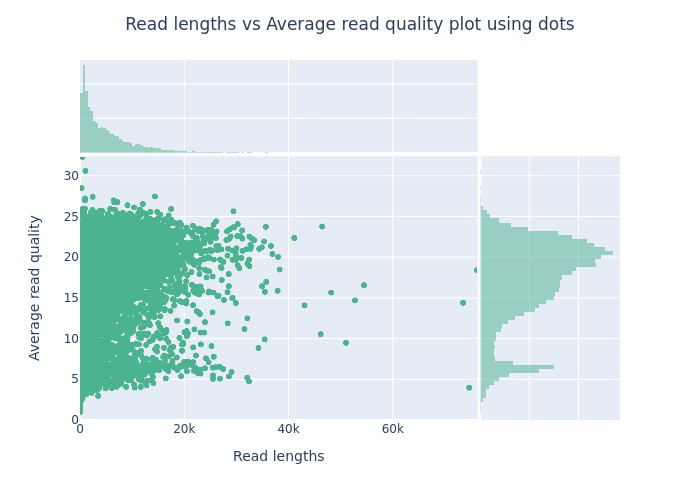 Read lengths vs Average read quality plot using dots
30
25
20
15
10
5
0
Average read quality
0
20k
40k
60k
Read lengths